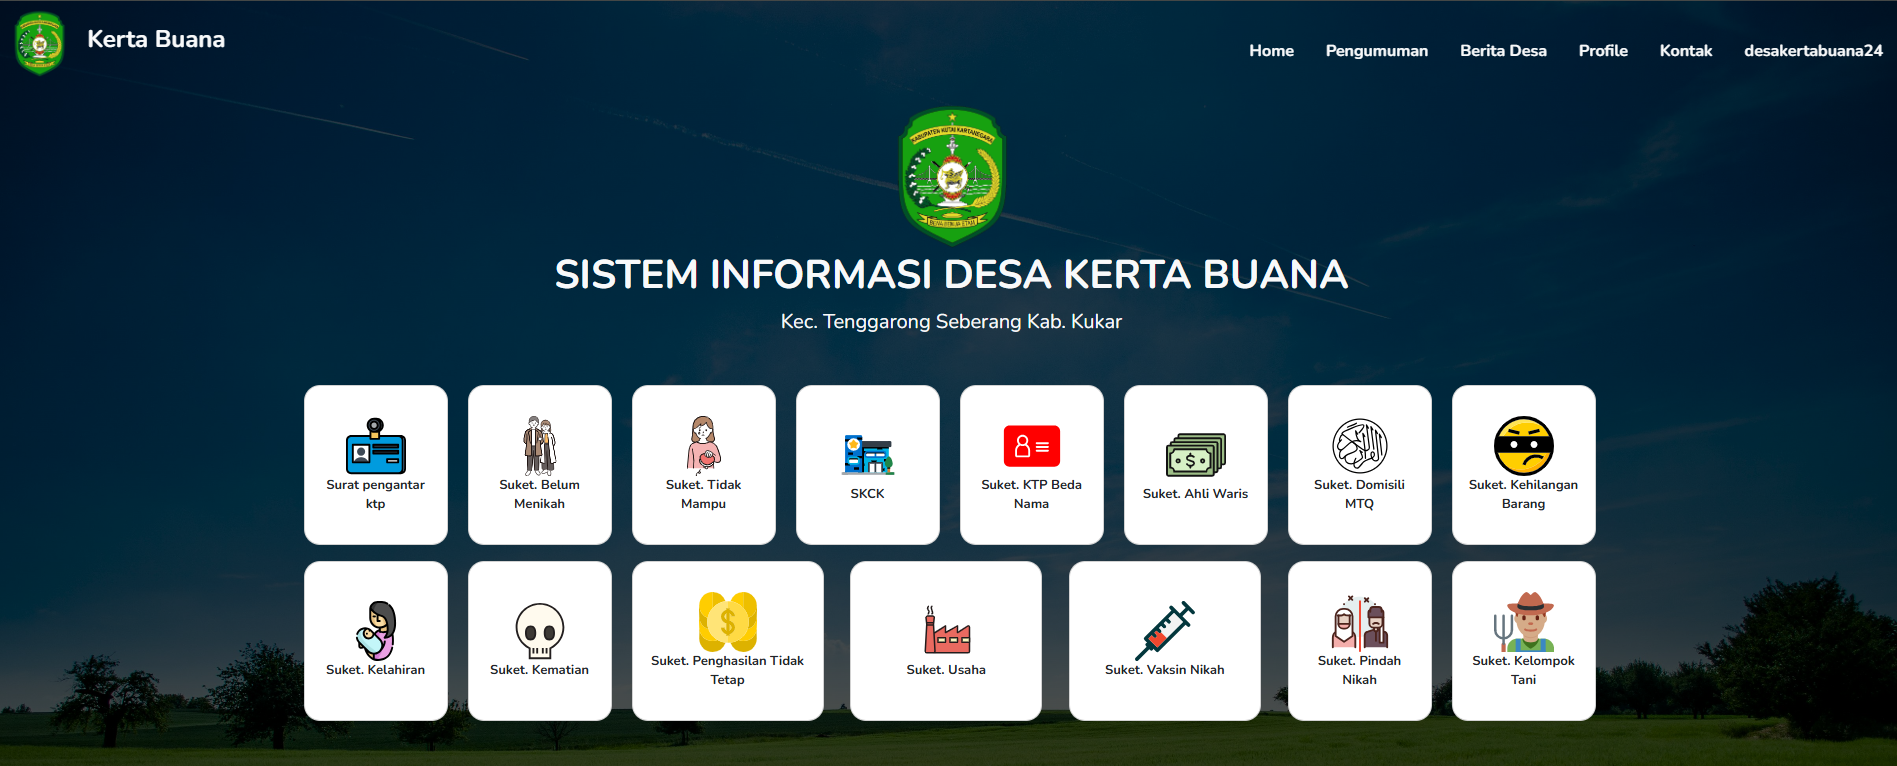 Kerta Buana
Home
Pengumuman
Berita Desa
Profile
Kontak
desakertabuana24
KABUPATEN KUTAI KARTANEGARA
SISTEM INFORMASI DESA KERTA BUANA
Kec. Tenggarong Seberang Kab. Kukar
Surat pengantar
ktp
Suket. Belum
Menikah
Suket. Tidak
Mampu
SKCK
Suket. KTP Beda
Nama
Suket. Ahli Waris
Suket. Domisili
MTQ
Suket. Kehilangan
Barang
Suket. Kelahiran
Suket. Kematian
Suket. Penghasilan Tidak
Tetap
Suket. Usaha
Suket. Vaksin Nikah
Suket. Pindah
Nikah
Suket. Kelompok
Tani